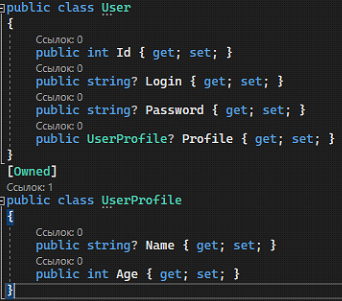 public class User
{
Ссылок: 0
public int Id { get; set; }
Ссылок: 0
public string? Login { get; set; }
Ссылок: 0
public string? Password { get; set; }
Ссылок: 0
public UserProfile? Profile { get; set; }
}
[Owned]
Ссылок: 1
public class UserProfile
{
Ссылок: 0
public string? Name { get; set; }
Ссылок: 0
public int Age { get; set; }
}